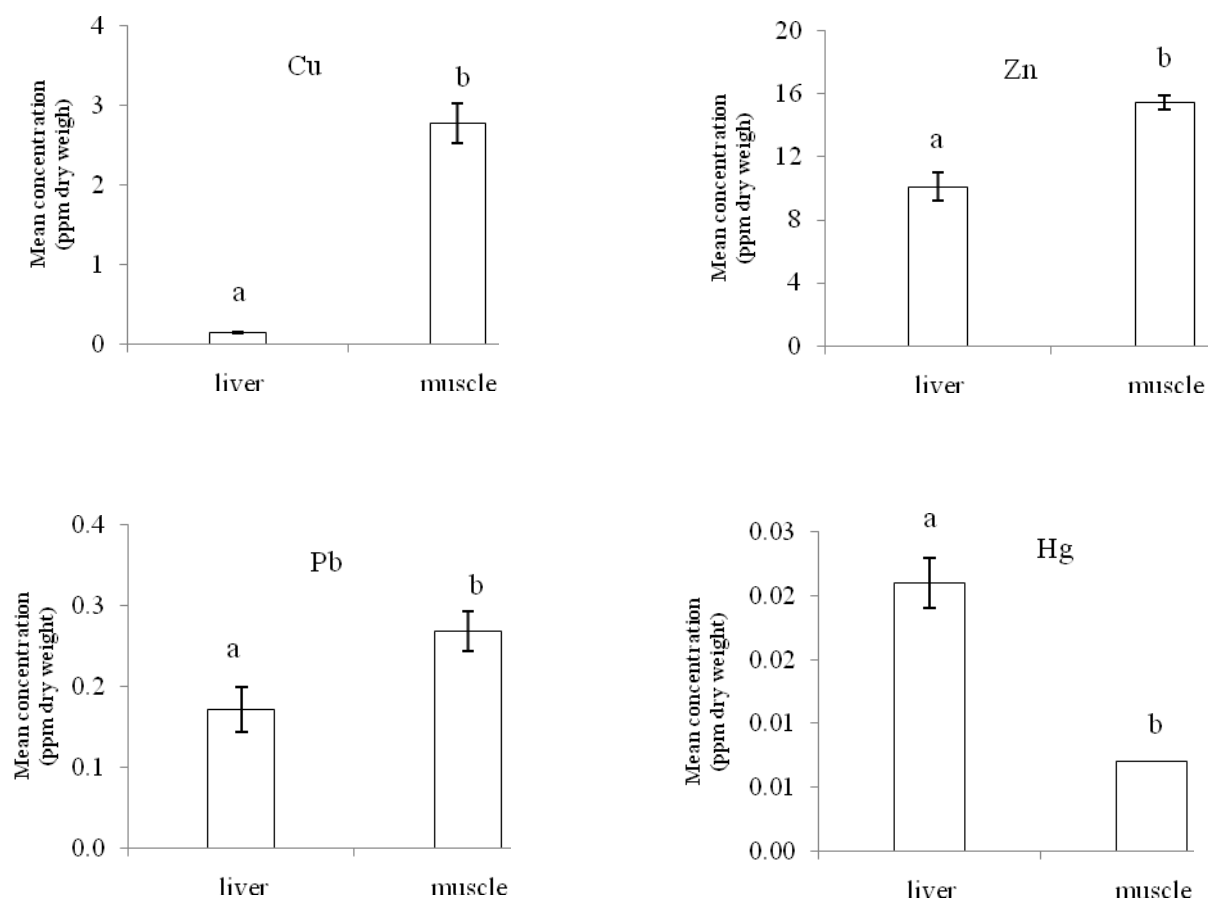 Cu
Mean concentration
(ppm dry weigh)
4
3
2
1
0
a
b
liver
muscle
Zn
Mean concentration
(ppm dry weigh)
20
16
12
8
4
0
a
b
liver
muscle
Pb
Mean concentration
(ppm dry weight)
0.4
0.3
0.2
0.1
0.0
a
b
liver
muscle
Hg
Mean concentration
(ppm dry weight)
0.03
0.02
0.02
0.01
0.01
0.00
a
b
liver
muscle